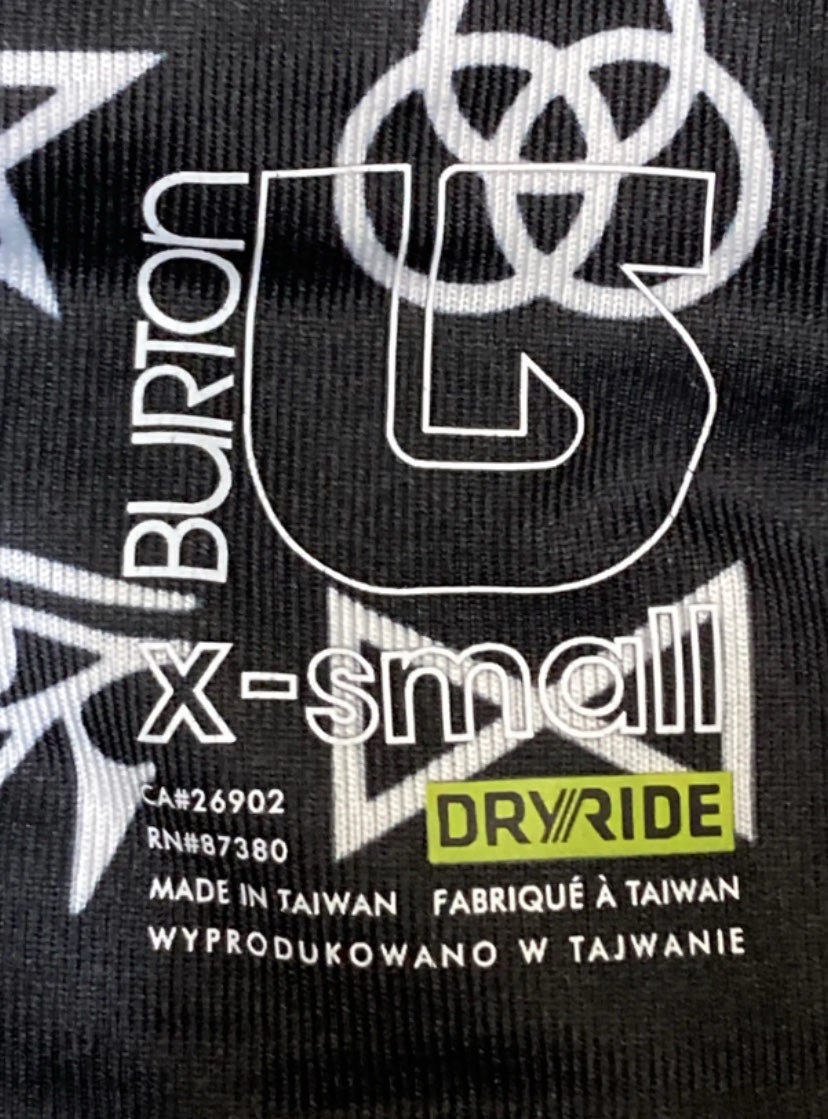 BURTON
x-small
CA#26902
RN#87380
DRYRIDE
MADE IN TAIWAN FABRIQUÉ À TAIWAN
WYPRODUKOWANO W TAJWANIE